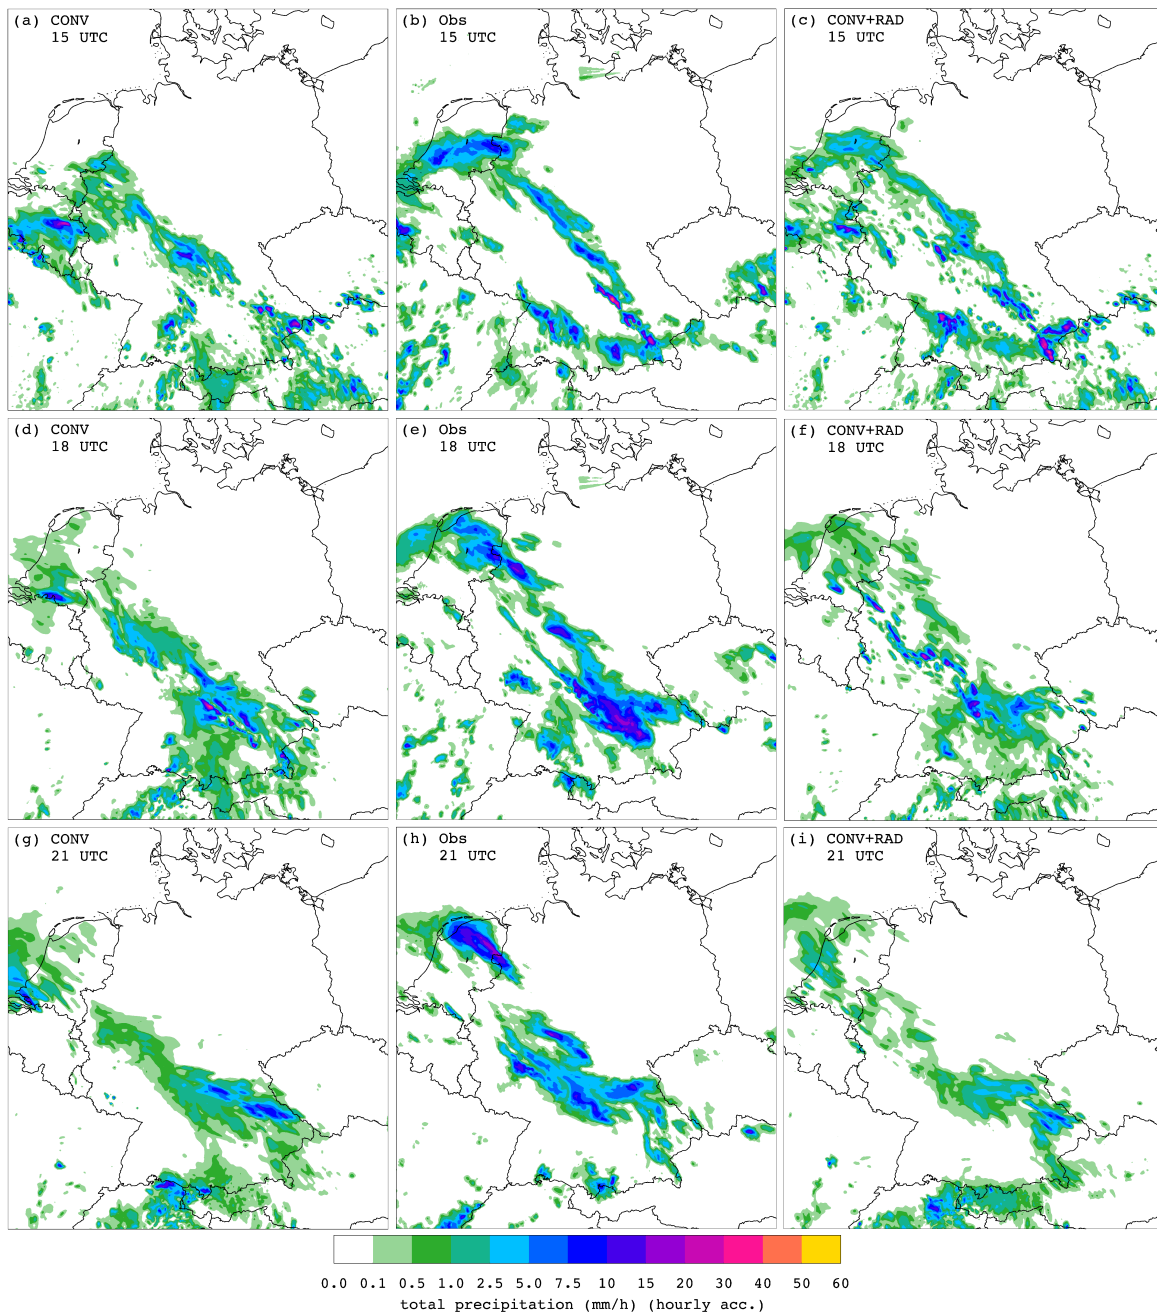 (a) CONV
15 UTC
(b) Obs
15 UTC
(c) CONV+RAD
15 UTC
(d) CONV
18 UTC
(e) Obs
18 UTC
(f) CONV+RAD
18 UTC
(g) CONV
21 UTC
(h) Obs
21 UTC
(i) CONV+RAD
21 UTC
0.0 0.1 0.5 1.0 2.5 5.0 7.5 10 15 20 30 40 50 60
total precipitation (mm/h) (hourly acc.)